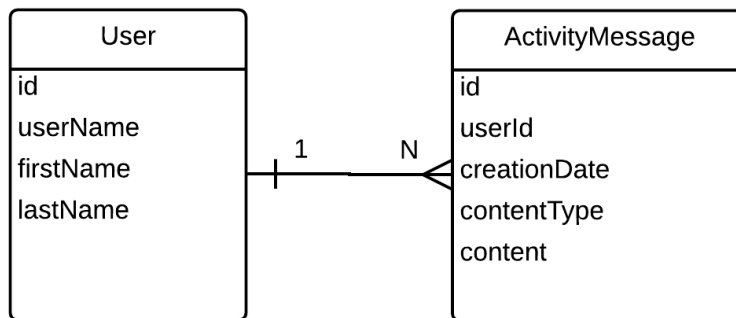 User
id
userName
firstName
lastName
1
N
ActivityMessage
id
userId
creationDate
contentType
content